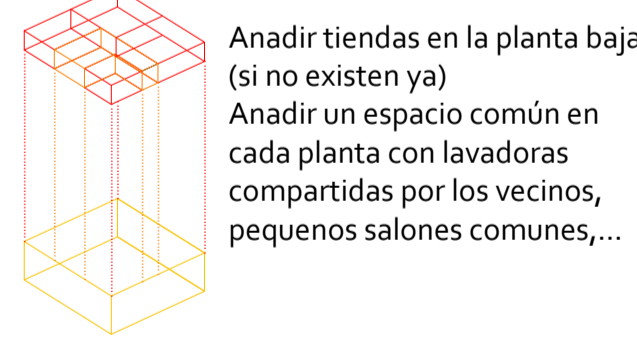 Anadir tiendas en la planta baja
(si no existen ya)
Anadir un espacio común en
cada planta con lavadoras
compartidas por los vecinos,
pequenos salones comunes,...